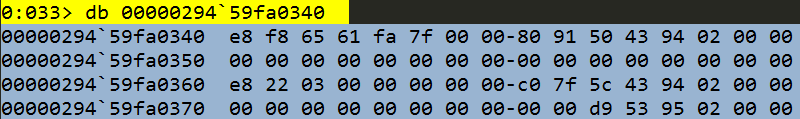 0:033> db 00000294`59fa0340
00000294`59fa0340  e8 f8 65 61 fa 7f 00 00-80 91 50 43 94 02 00 00
00000294`59fa0350  00 00 00 00 00 00 00 00-00 00 00 00 00 00 00 00
00000294`59fa0360  e8 22 03 00 00 00 00 00-c0 7f 5c 43 94 02 00 00
00000294`59fa0370  00 00 00 00 00 00 00 00-00 00 d9 53 95 02 00 00